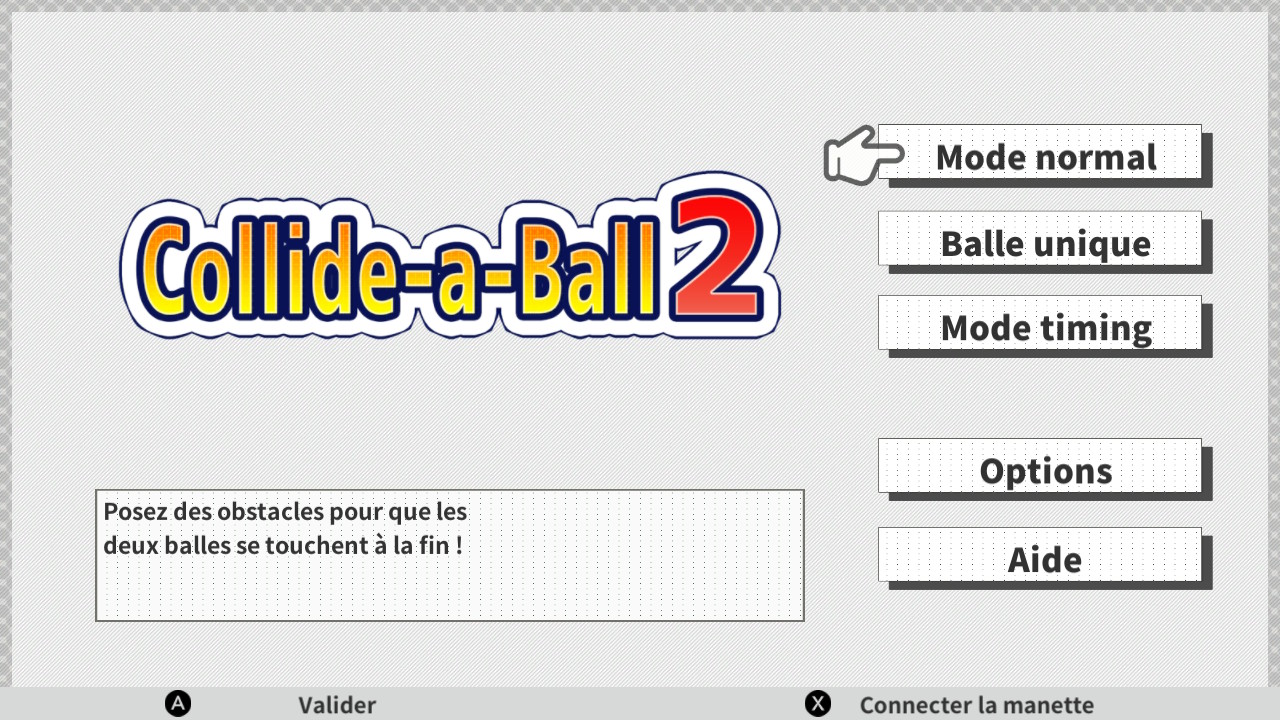 Collide-a-Ball 2
Mode normal
Balle unique
Mode timing
Options
Aide
Posez des obstacles pour que les
deux balles se touchent à la fin !
A Valider
X Connecter la manette